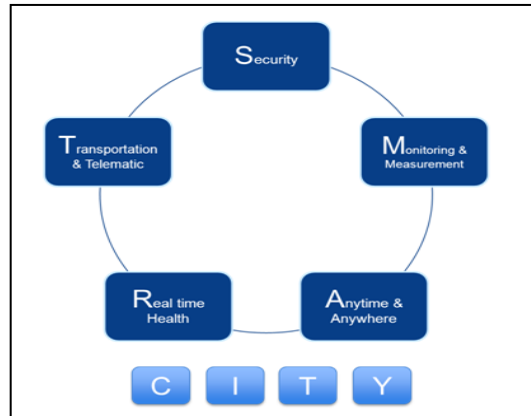 Security
Monitoring &
Measurement
Anytime &
Anywhere
Real time
Health
Transportation
& Telematic
C I T Y